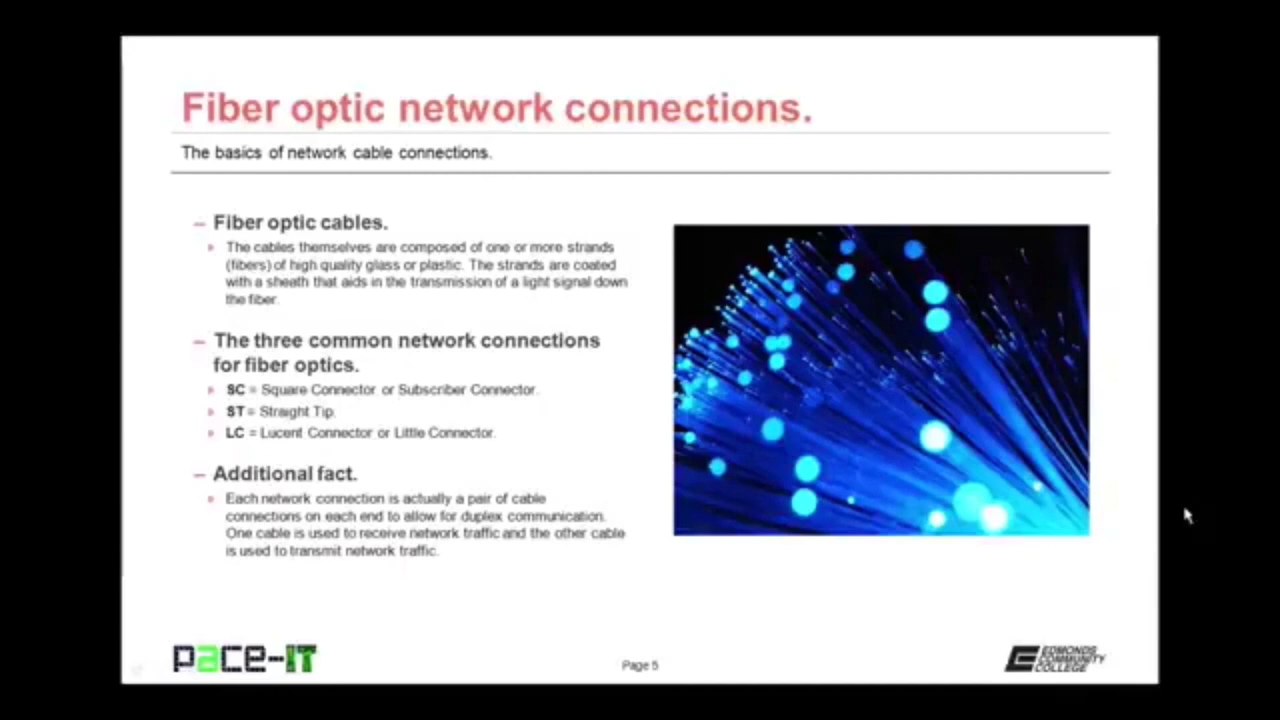 Fiber optic network connections.
The basics of network cable connections.
– Fiber optic cables.
» The cables themselves are composed of one or more strands
(fibers) of high quality glass or plastic. The strands are coated
with a sheath that aids in the transmission of a light signal down
the fiber.
– The three common network connections
for fiber optics.
» SC = Square Connector or Subscriber Connector.
» ST = Straight Tip.
» LC = Lucent Connector or Little Connector.
– Additional fact.
» Each network connection is actually a pair of cable
connections on each end to allow for duplex communication.
One cable is used to receive network traffic and the other cable
is used to transmit network traffic.
pace-IT
Page 5
EDMONDS
COMMUNITY
COLLEGE